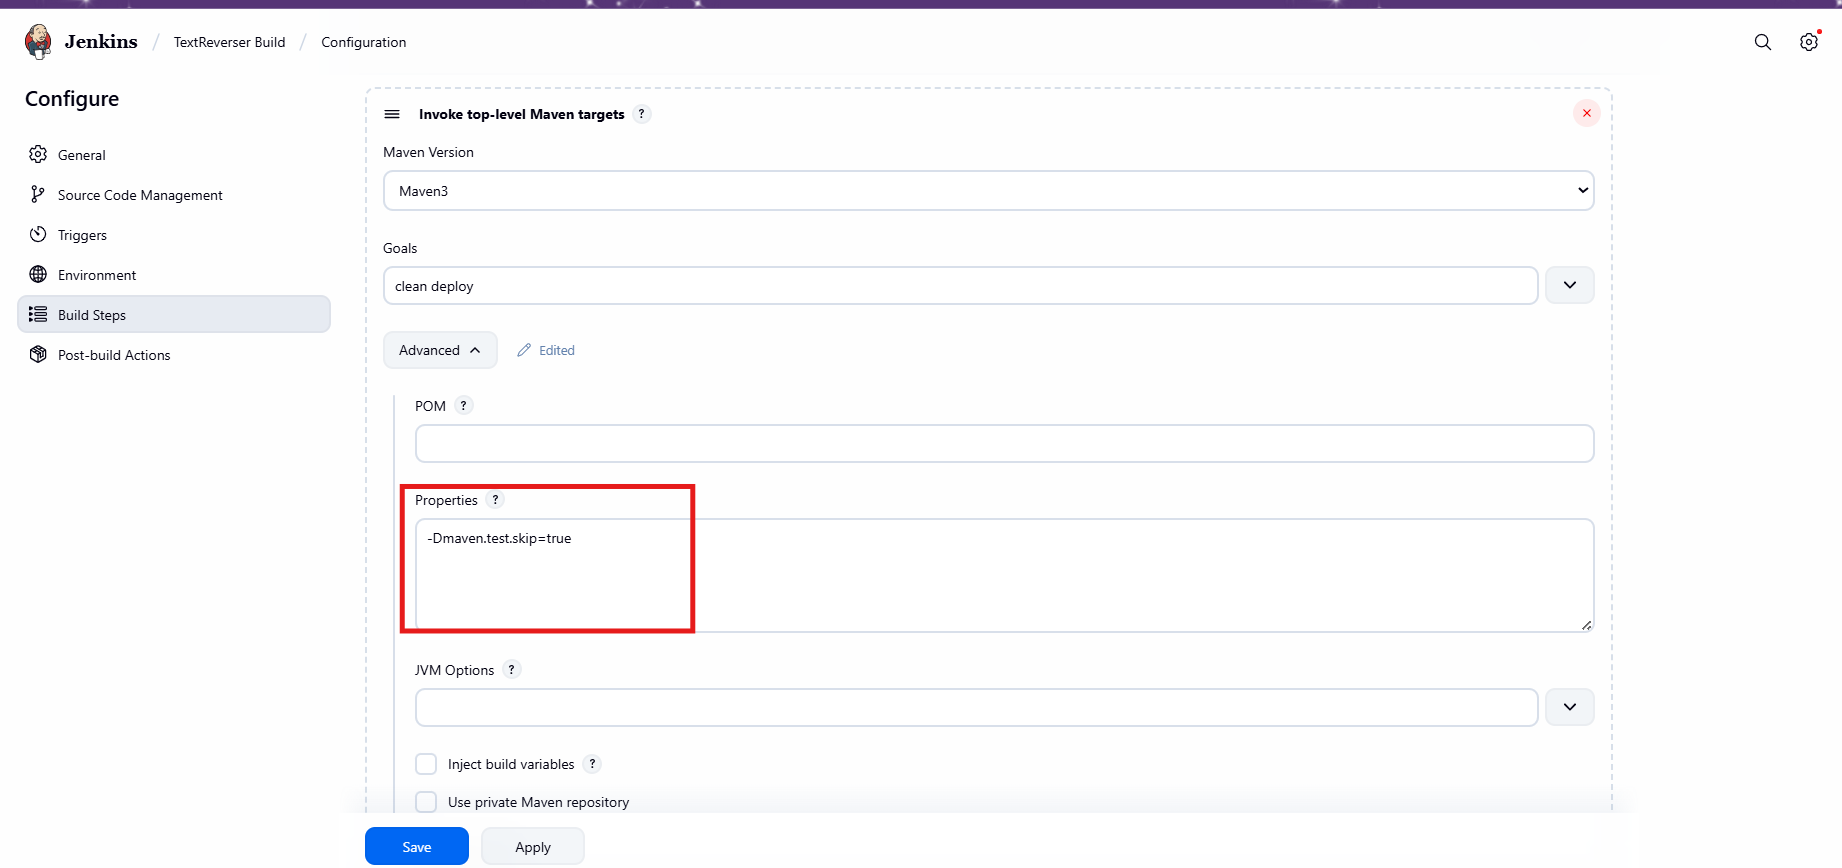 Jenkins / TextReverser Build / Configuration
Configure
General
Source Code Management
Triggers
Environment
Build Steps
Post-build Actions
Invoke top-level Maven targets ?
Maven Version
Maven3
Goals
clean deploy
Advanced Edited
POM ?
Properties ?
-Dmaven.test.skip=true
JVM Options ?
Inject build variables ?
Use private Maven repository
Save Apply